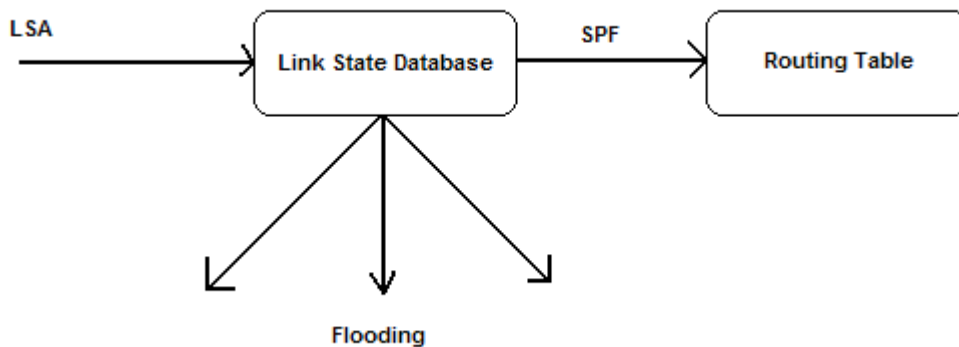 LSA
Link State Database
SPF
Routing Table
Flooding